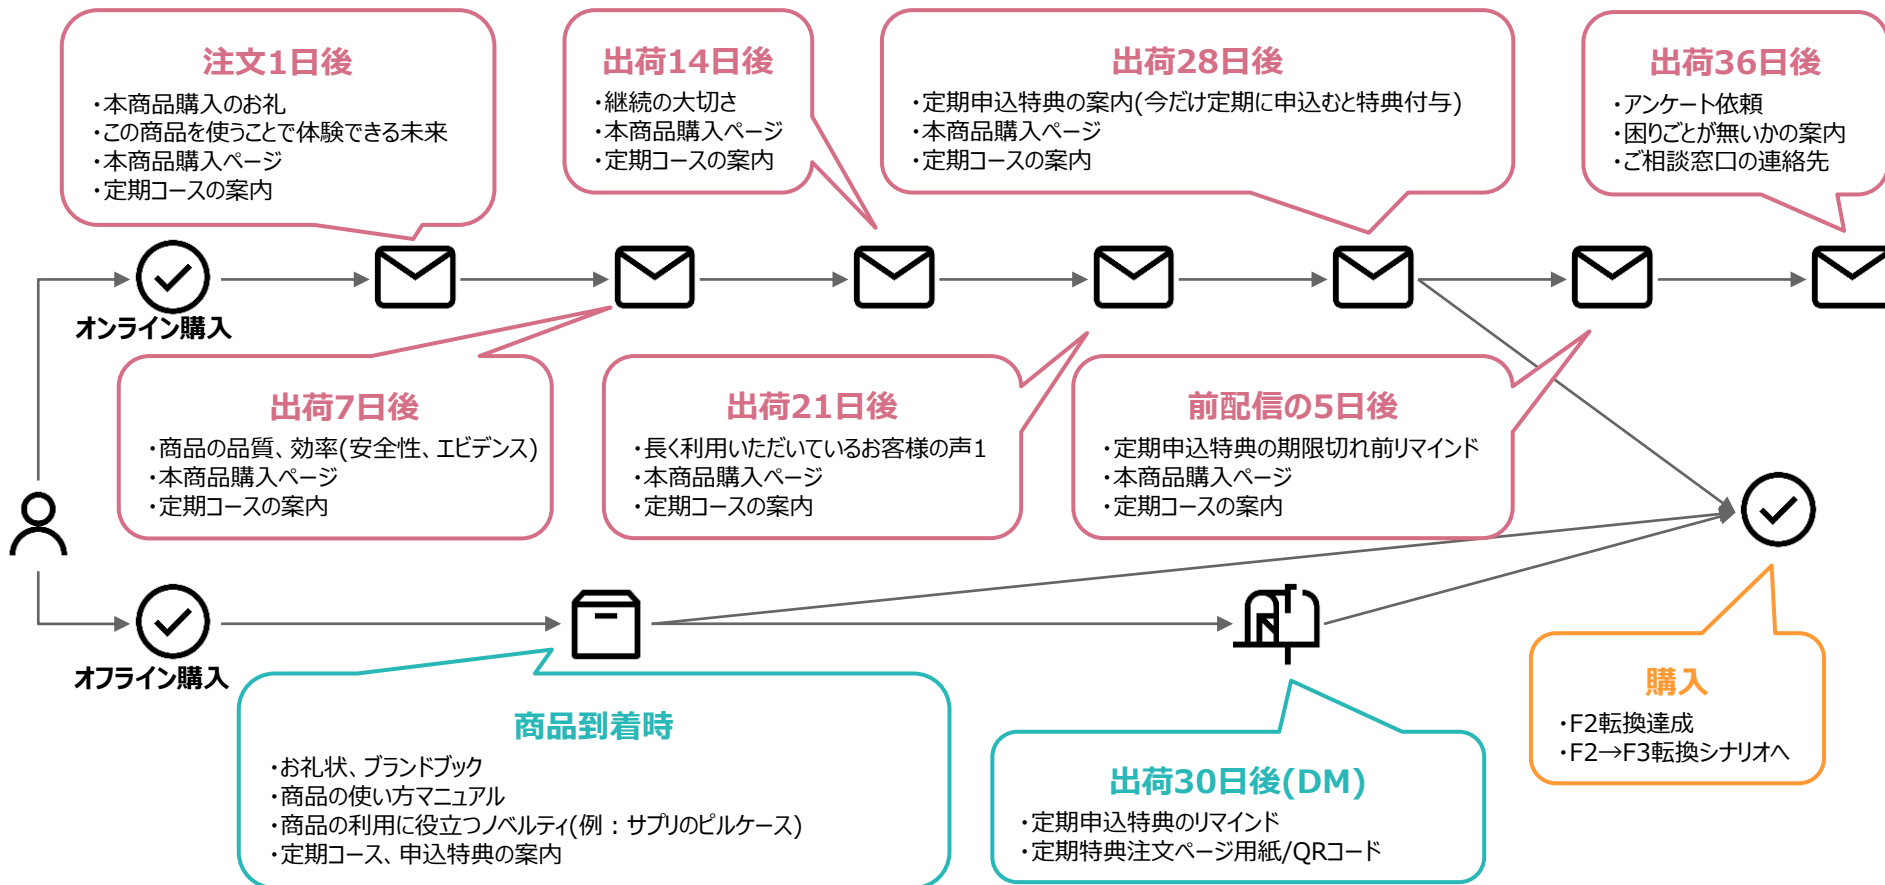 注文1日後
・本商品購入のお礼
・この商品を使うことで体験できる未来
・本商品購入ページ
・定期コースの案内
出荷14日後
・継続の大切さ
・本商品購入ページ
・定期コースの案内
出荷28日後
・定期申込特典の案内(今だけ定期に申込むと特典付与)
・本商品購入ページ
・定期コースの案内
出荷36日後
・アンケート依頼
・困りごとが無いかの案内
・ご相談窓口の連絡先
オンライン購入
出荷7日後
・商品の品質、効率(安全性、エビデンス)
・本商品購入ページ
・定期コースの案内
出荷21日後
・長く利用いただいているお客様の声1
・本商品購入ページ
・定期コースの案内
前配信の5日後
・定期申込特典の期限切れ前リマインド
・本商品購入ページ
・定期コースの案内
オフライン購入
商品到着時
・お礼状、ブランドブック
・商品の使い方マニュアル
・商品の利用に役立つノベルティ(例：サプリのピルケース)
・定期コース、申込特典の案内
出荷30日後(DM)
・定期申込特典のリマインド
・定期特典注文ページ用紙/QRコード
購入
・F2転換達成
・F2→F3転換シナリオへ